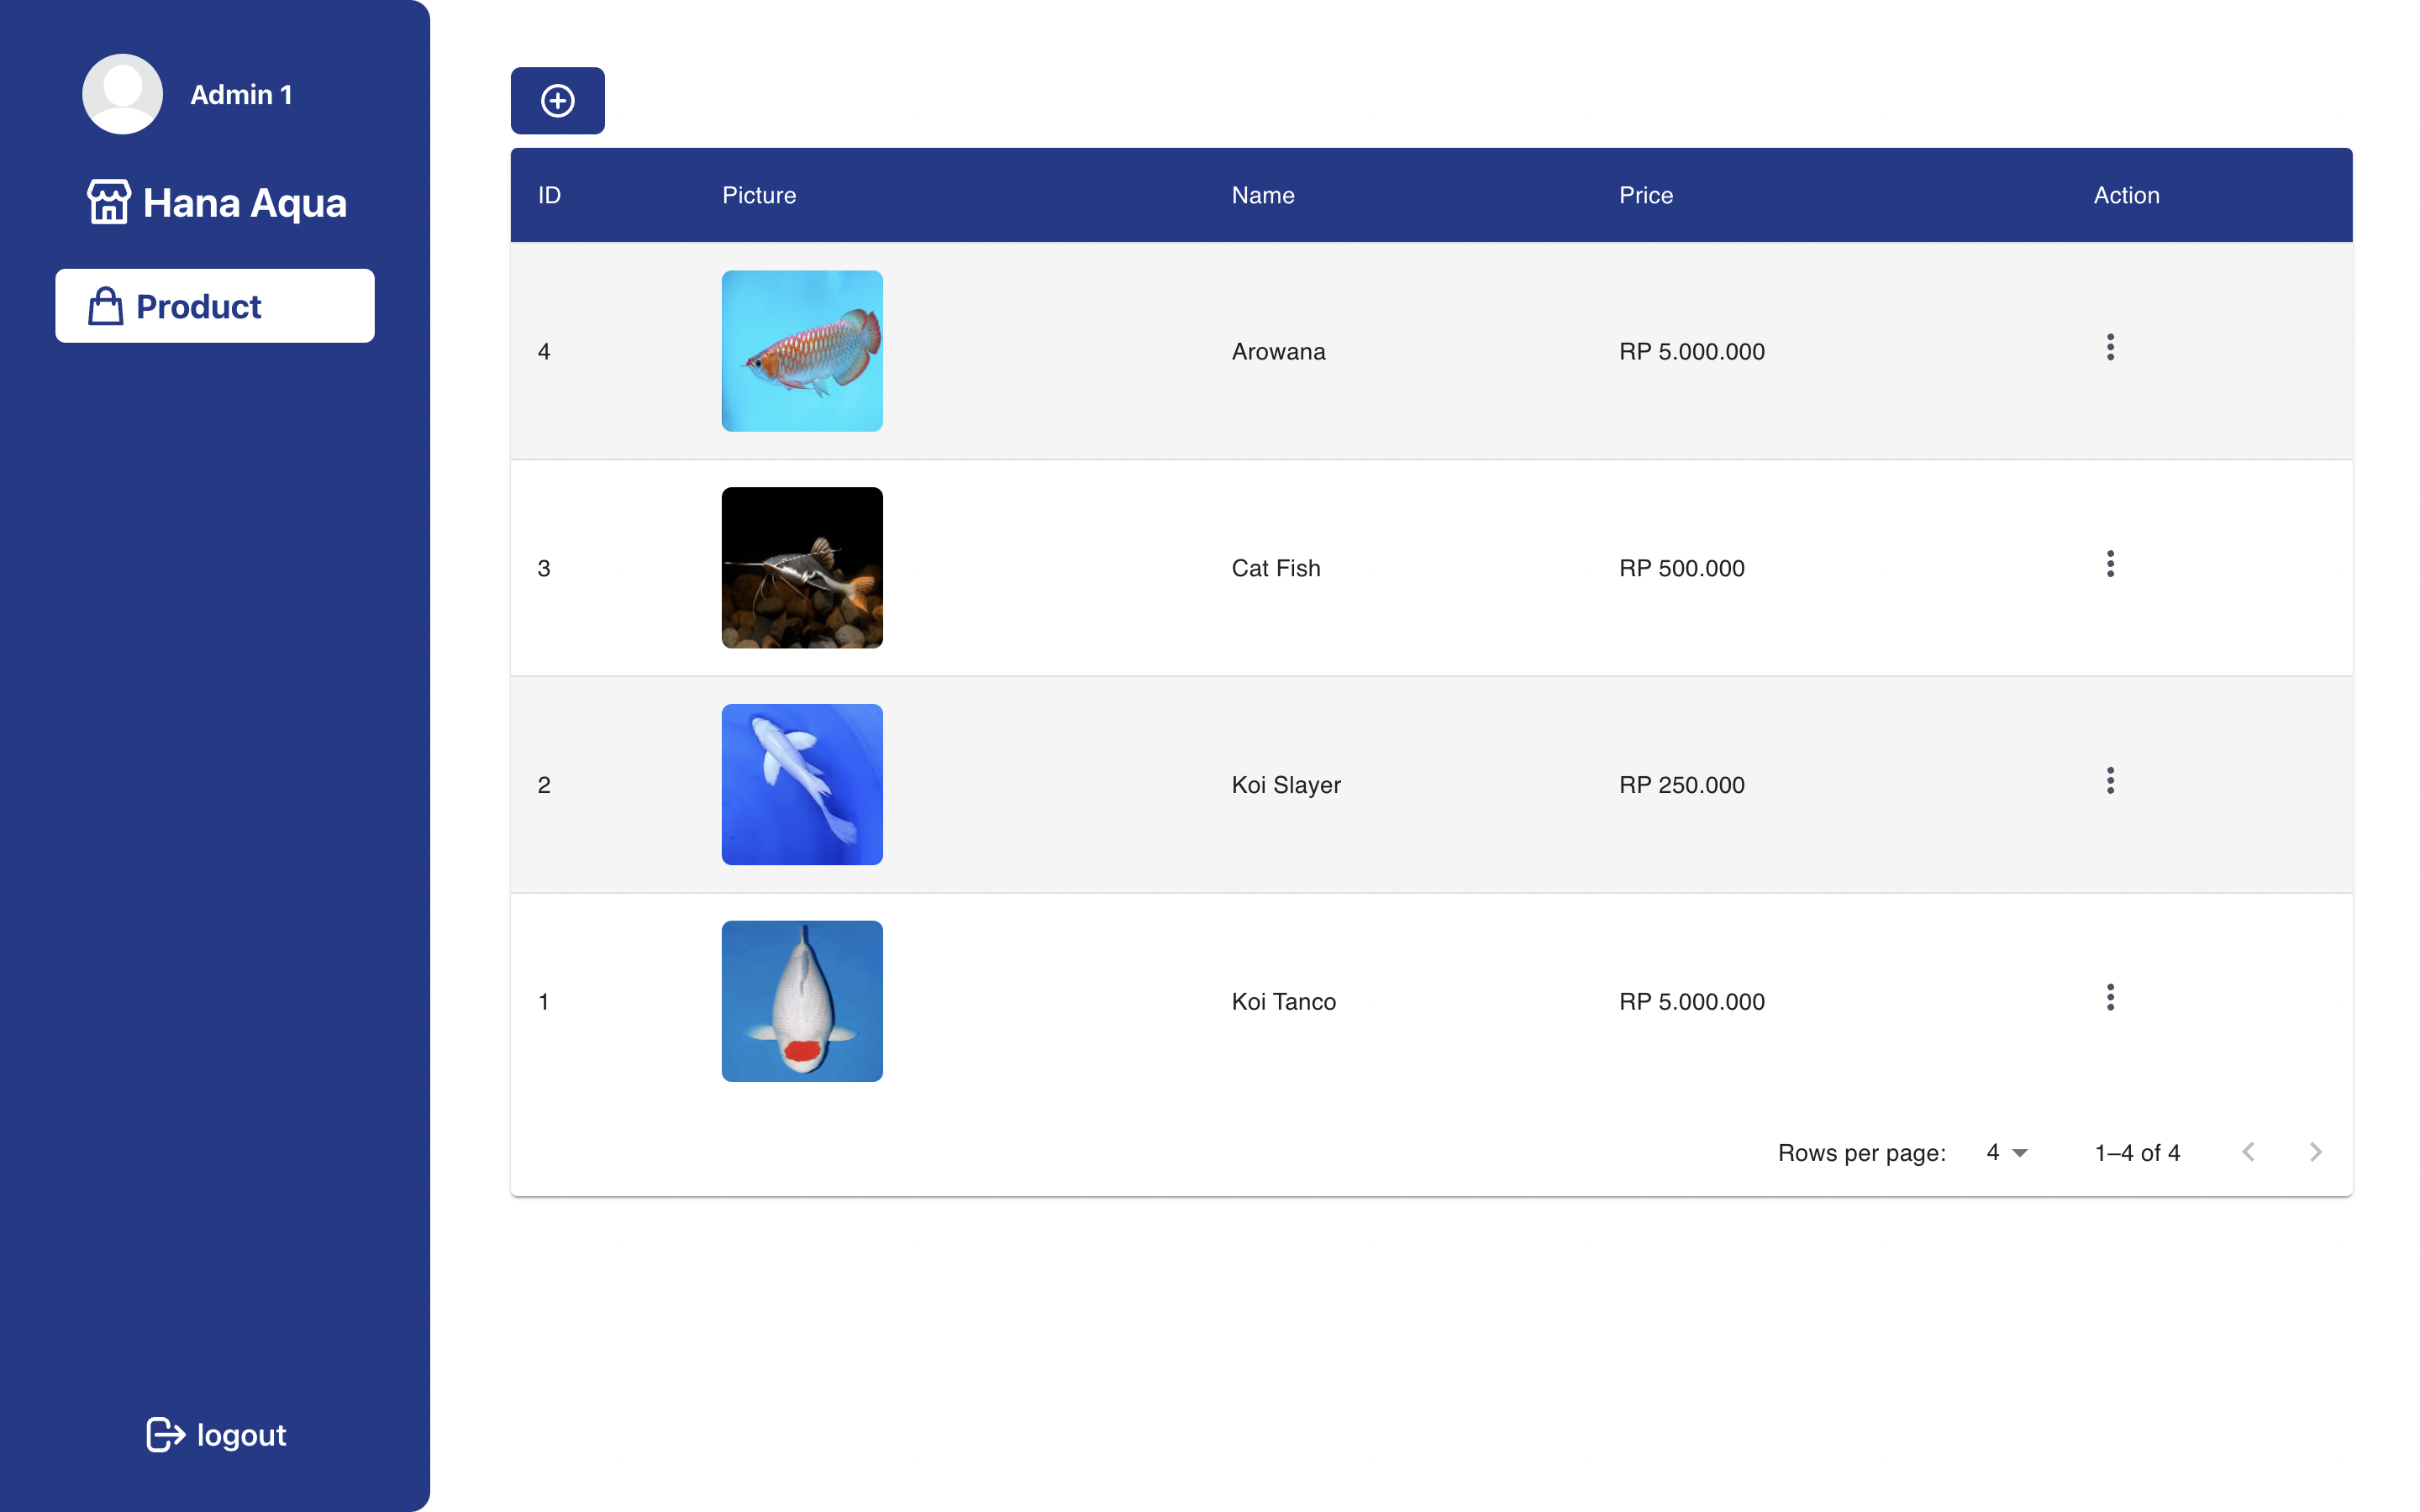 Admin 1
Hana Aqua
Product
logout
ID Picture Name Price Action
4 Arowana RP 5.000.000
3 Cat Fish RP 500.000
2 Koi Slayer RP 250.000
1 Koi Tanco RP 5.000.000
Rows per page: 4 1–4 of 4